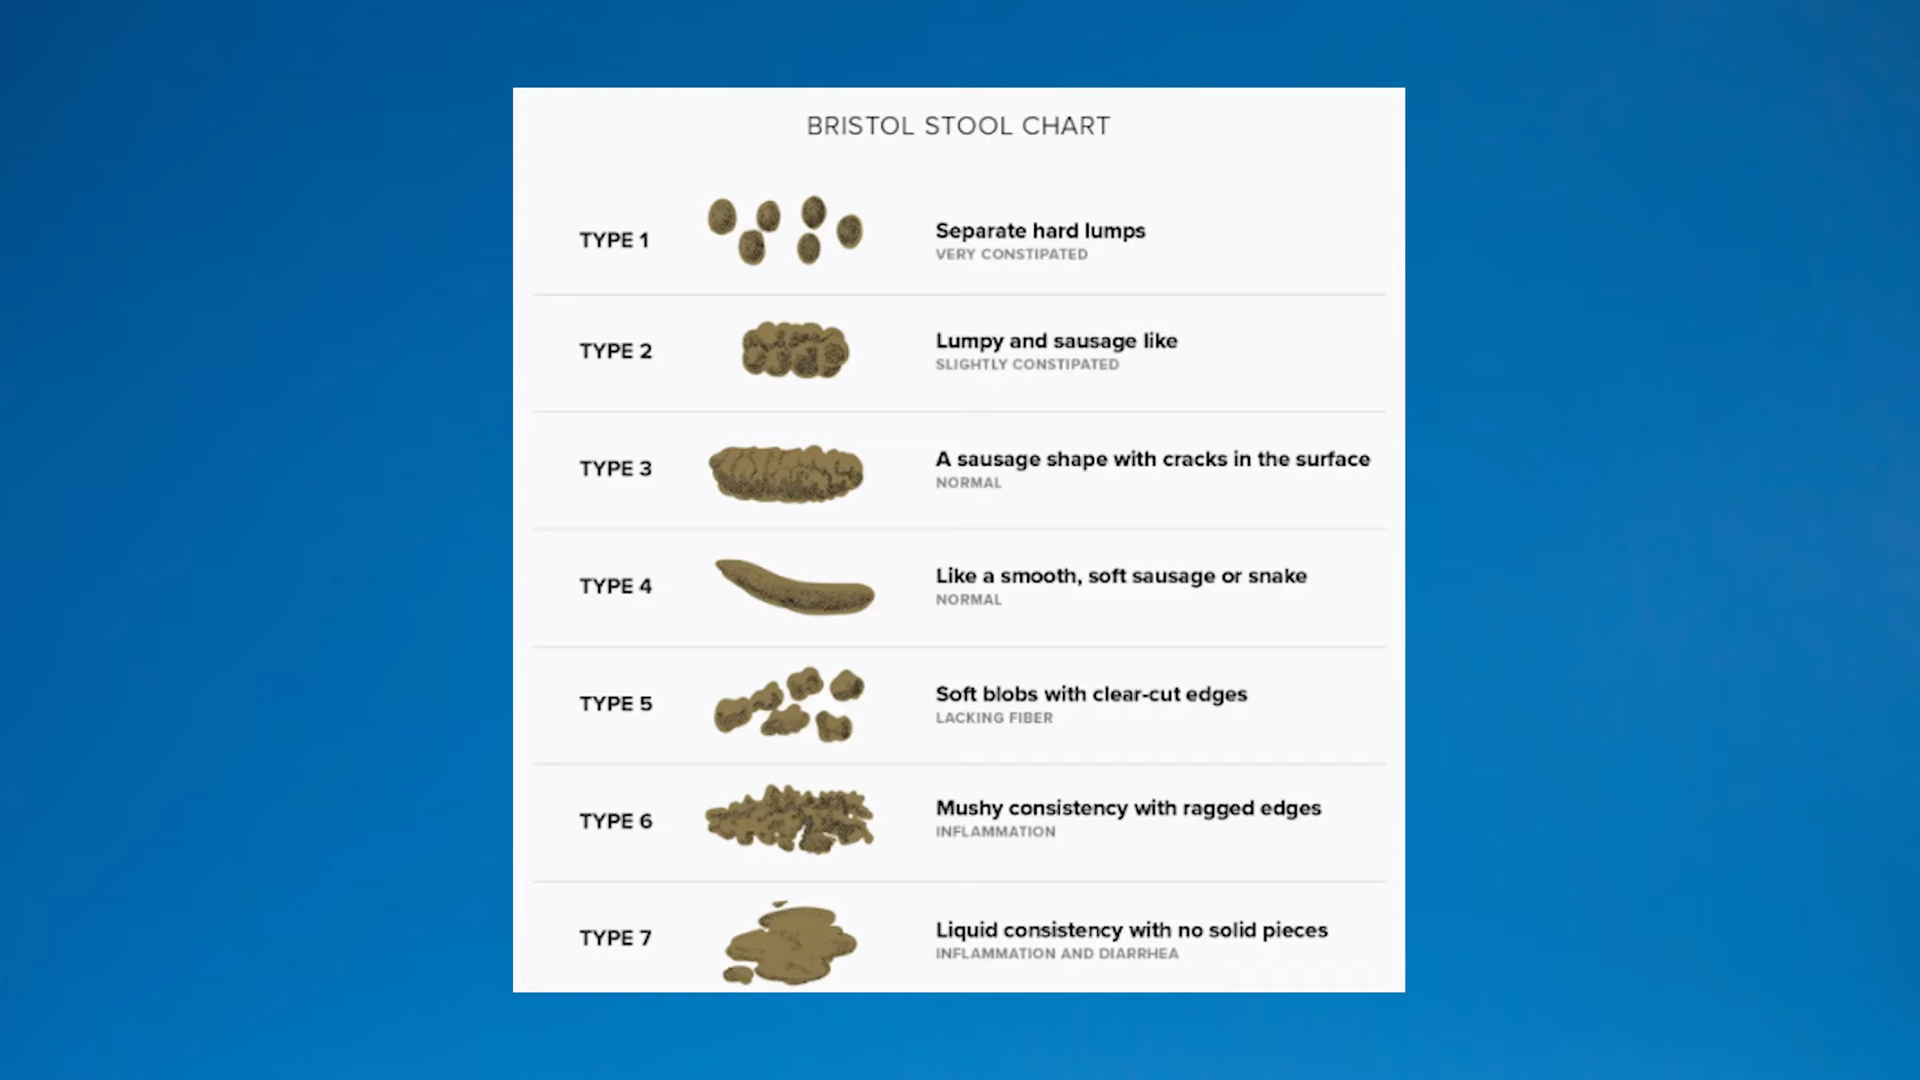 BRISTOL STOOL CHART
TYPE 1
Separate hard lumps
VERY CONSTIPATED
TYPE 2
Lumpy and sausage like
SLIGHTLY CONSTIPATED
TYPE 3
A sausage shape with cracks in the surface
NORMAL
TYPE 4
Like a smooth, soft sausage or snake
NORMAL
TYPE 5
Soft blobs with clear-cut edges
LACKING FIBER
TYPE 6
Mushy consistency with ragged edges
INFLAMMATION
TYPE 7
Liquid consistency with no solid pieces
INFLAMMATION AND DIARRHEA